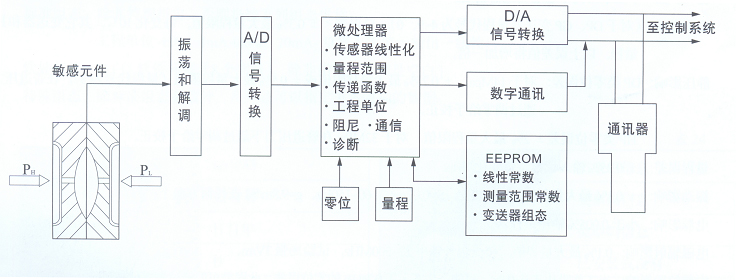 敏感元件
P_H
P_L
振荡和解调
A/D
信号转换
微处理器
·传感器线性化
·量程范围
·传递函数
·工程单位
·阻尼 ·通信
·诊断
零位
量程
D/A
信号转换
数字通讯
EEPROM
·线性常数
·测量范围常数
·变送器组态
至控制系统
通讯器